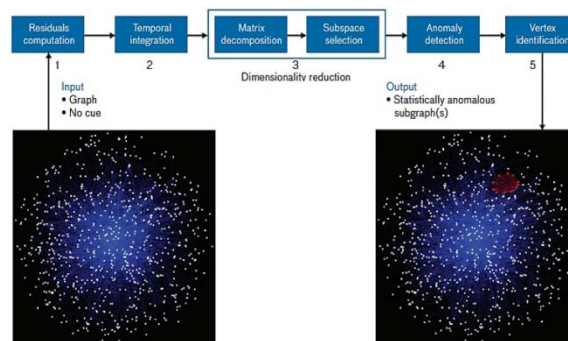 Residuals
computation
Temporal
integration
Matrix
decomposition
Subspace
selection
Anomaly
detection
Vertex
identification
1
2
3
4
5
Dimensionality reduction
Input
• Graph
• No cue
Output
• Statistically anomalous
subgraph(s)